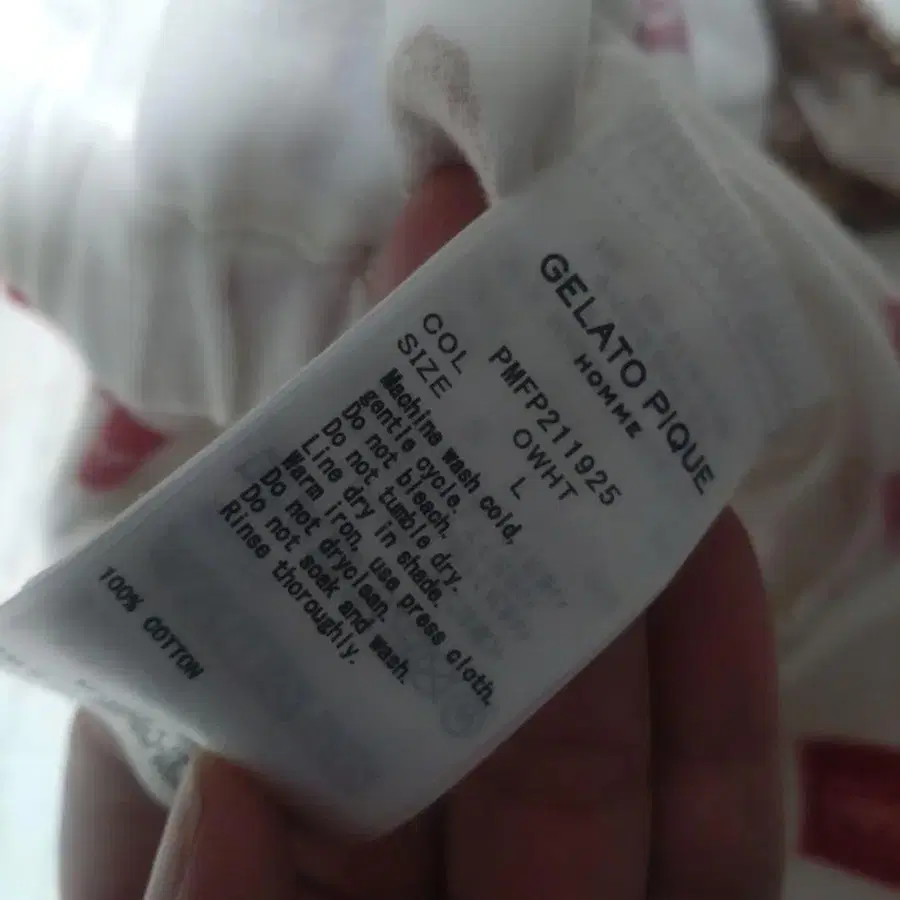 GELATO PIQUE
HOMME
PMFP211925
COL OWHT
SIZE L
Machine wash cold,
gentle cycle.
Do not bleach.
Do not tumble dry.
Line dry in shade.
Warm iron, use press cloth.
Do not dryclean.
Do not soak and wash.
Rinse thoroughly.
100% COTTON